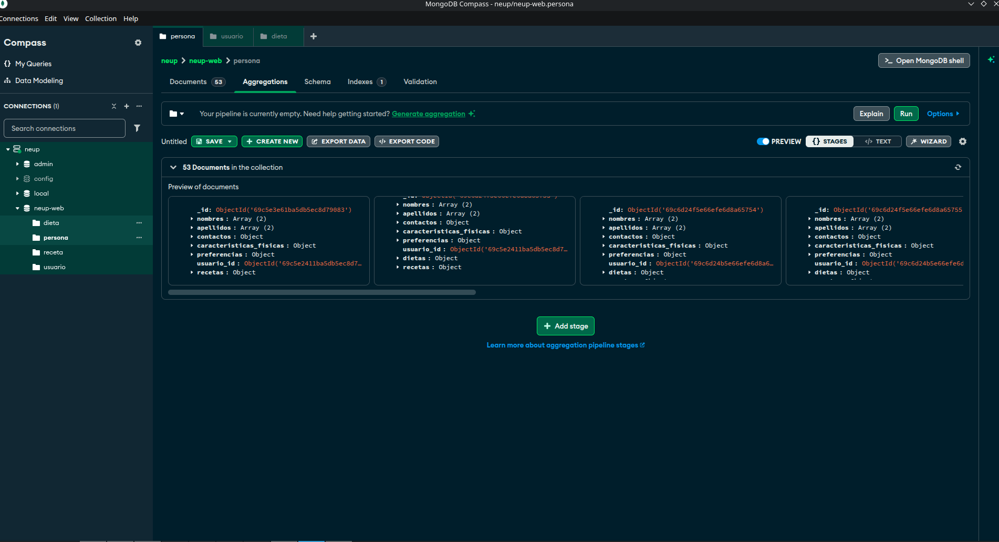 MongoDB Compass - neup/neup-web.persona
Connections Edit View Collection Help
Compass
My Queries
Data Modeling
CONNECTIONS (1)
Search connections
neup
admin
config
local
neup-web
dieta
persona
receta
usuario
persona usuario dieta
neup > neup-web > persona
>_ Open MongoDB shell
Documents 53 Aggregations Schema Indexes 1 Validation
Your pipeline is currently empty. Need help getting started? Generate aggregation
Explain Run Options
Untitled SAVE CREATE NEW EXPORT DATA EXPORT CODE
PREVIEW {} STAGES </> TEXT WIZARD
53 Documents in the collection
Preview of documents
_id: ObjectId('69c5e3e61ba5db5ec8d79083')
nombres : Array (2)
apellidos : Array (2)
contactos : Object
caracteristicas_fisicas : Object
preferencias : Object
usuario_id : ObjectId('69c5e2411ba5db5ec8d7…
recetas : Object
nombres : Array (2)
apellidos : Array (2)
contactos : Object
caracteristicas_fisicas : Object
preferencias : Object
usuario_id : ObjectId('69c5e2411ba5db5ec8d7…
dietas : Object
recetas : Object
_id: ObjectId('69c6d24f5e66efe6d8a65754')
nombres : Array (2)
apellidos : Array (2)
contactos : Object
caracteristicas_fisicas : Object
preferencias : Object
usuario_id : ObjectId('69c6d24b5e66efe6d8a6…
dietas : Object
_id: ObjectId('69c6d24f5e66efe6d8a65755
nombres : Array (2)
apellidos : Array (2)
contactos : Object
caracteristicas_fisicas : Object
preferencias : Object
usuario_id : ObjectId('69c6d24b5e66efe6d
dietas : Object
+ Add stage
Learn more about aggregation pipeline stages